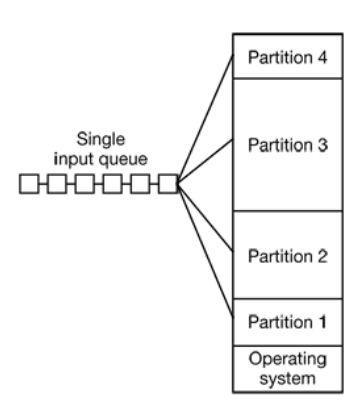 Single
input queue
Partition 4
Partition 3
Partition 2
Partition 1
Operating
system